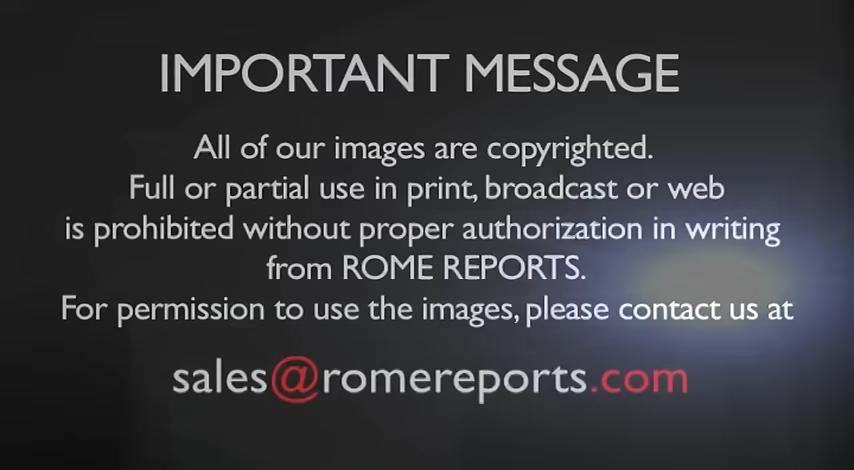 IMPORTANT MESSAGE
All of our images are copyrighted.
Full or partial use in print, broadcast or web
is prohibited without proper authorization in writing
from ROME REPORTS.
For permission to use the images, please contact us at
sales@romereports.com